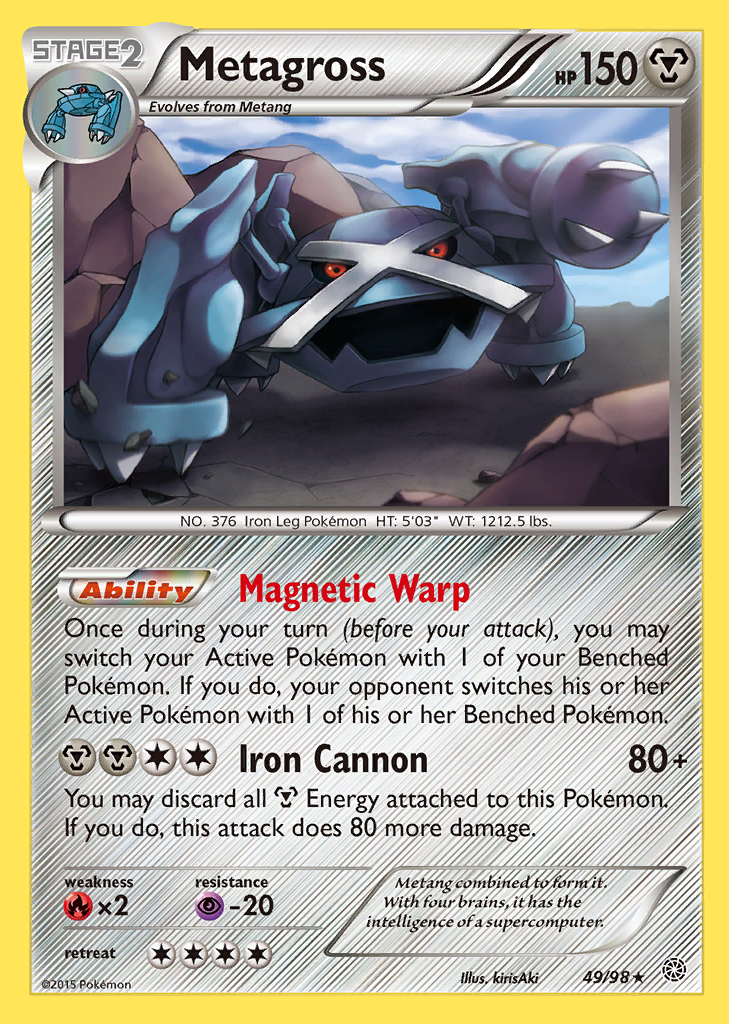 STAGE2
Metagross
HP150
Evolves from Metang
NO. 376 Iron Leg Pokémon HT: 5'03" WT: 1212.5 lbs.
Ability Magnetic Warp
Once during your turn (before your attack), you may
switch your Active Pokémon with 1 of your Benched
Pokémon. If you do, your opponent switches his or her
Active Pokémon with 1 of his or her Benched Pokémon.
Iron Cannon 80+
You may discard all Energy attached to this Pokémon.
If you do, this attack does 80 more damage.
weakness resistance
×2 -20
Metang combined to form it.
With four brains, it has the
intelligence of a supercomputer.
retreat
Illus. kirisAki 49/98★
©2015 Pokémon